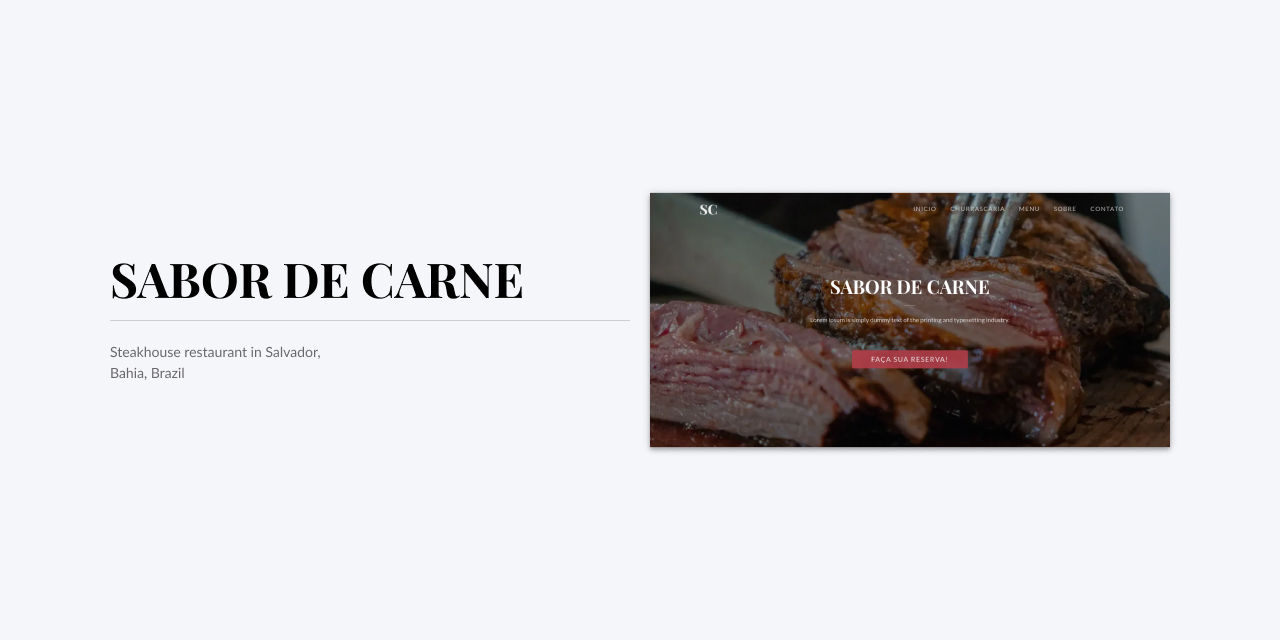 SABOR DE CARNE
Steakhouse restaurant in Salvador,
Bahia, Brazil
SC
INICIO CHURRASCARIA MENU SOBRE CONTATO
SABOR DE CARNE
Lorem Ipsum is simply dummy text of the printing and typesetting industry.
FAÇA SUA RESERVA!